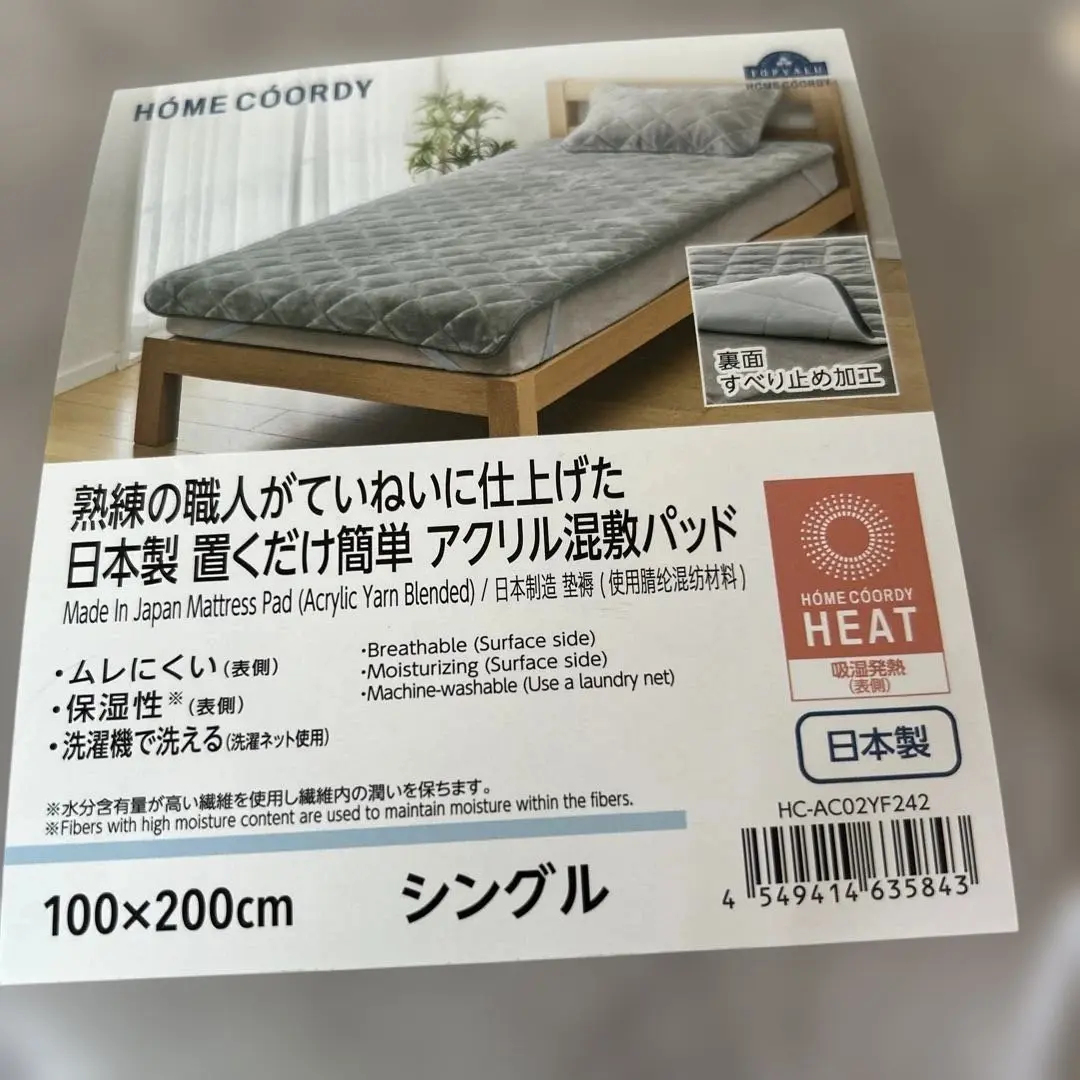 HÓME CÓORDY
TOPVALU
HOME COORDY
裏面
すべり止め加工
熟練の職人がていねいに仕上げた
日本製 置くだけ簡単 アクリル混敷パッド
Made In Japan Mattress Pad (Acrylic Yarn Blended) / 日本制造 垫褥 (使用腈纶混纺材料)
・ムレにくい(表側)
・保湿性※(表側)
・洗濯機で洗える(洗濯ネット使用)
・Breathable (Surface side)
・Moisturizing (Surface side)
・Machine-washable (Use a laundry net)
HÓME CÓORDY
HEAT
吸湿発熱
(表側)
日本製
※水分含有量が高い繊維を使用し繊維内の潤いを保ちます。
※Fibers with high moisture content are used to maintain moisture within the fibers.
HC-AC02YF242
100×200cm
シングル
4 549414 635843